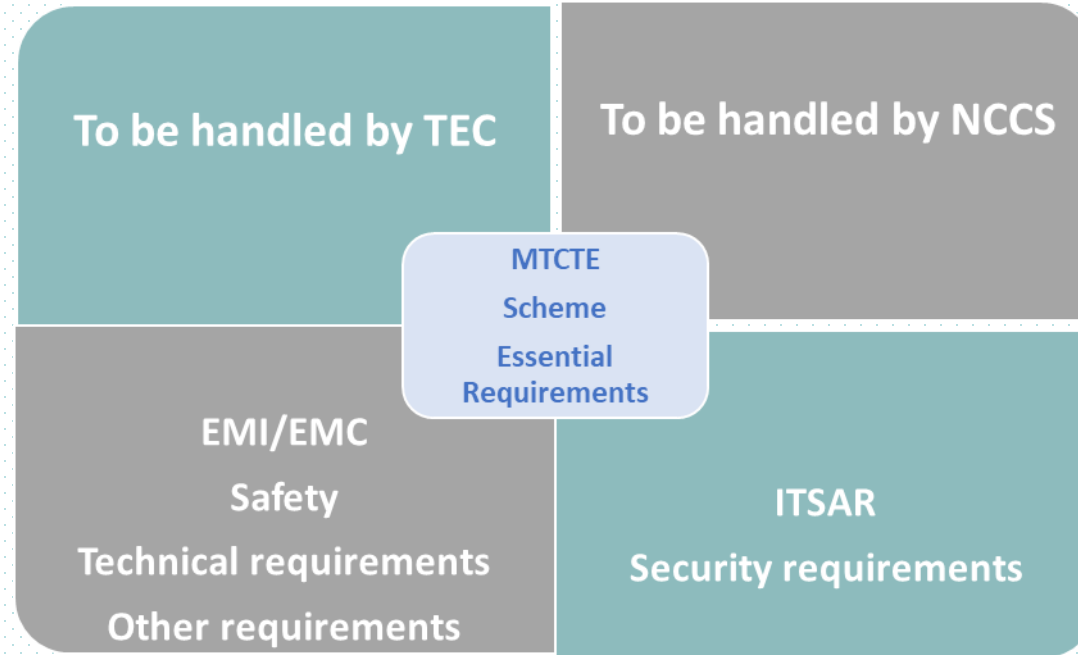 To be handled by TEC
To be handled by NCCS
MTCTE
Scheme
Essential
Requirements
EMI/EMC
Safety
Technical requirements
Other requirements
ITSAR
Security requirements